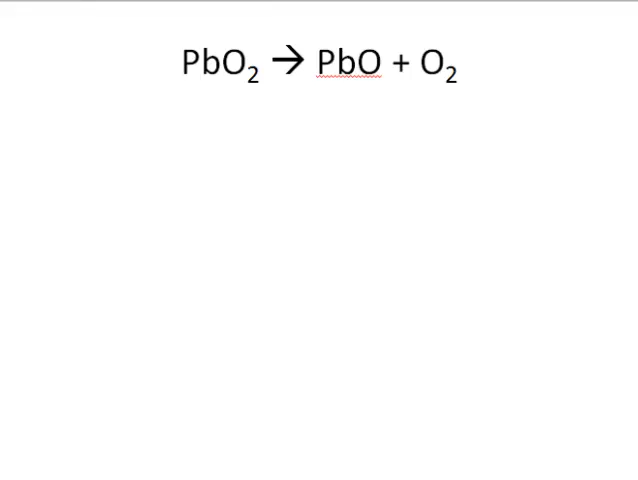 PbO₂ → PbO + O₂